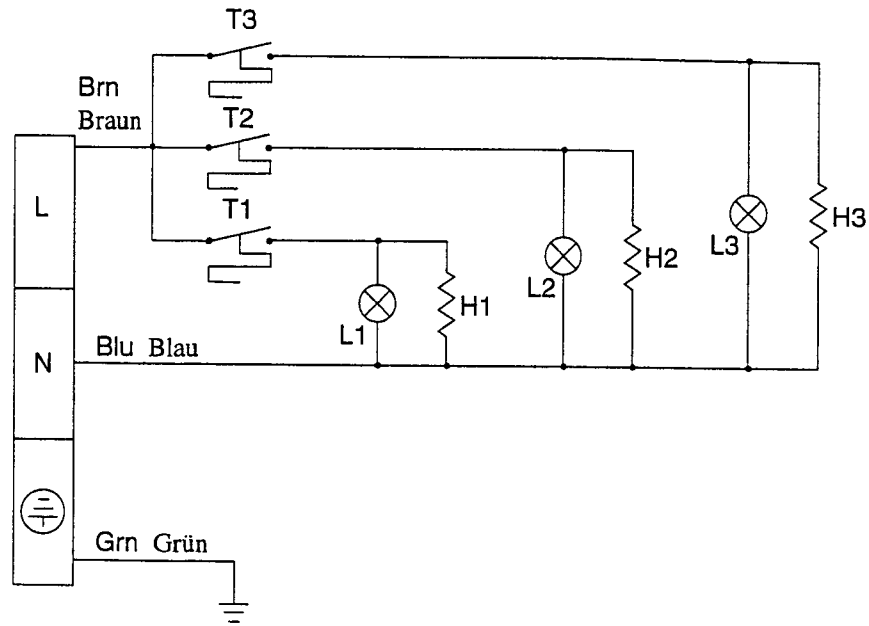 T3
Brn
Braun
T2
L
T1
L3
H3
L2
H2
L1
H1
N
Blu Blau
Grn Grün